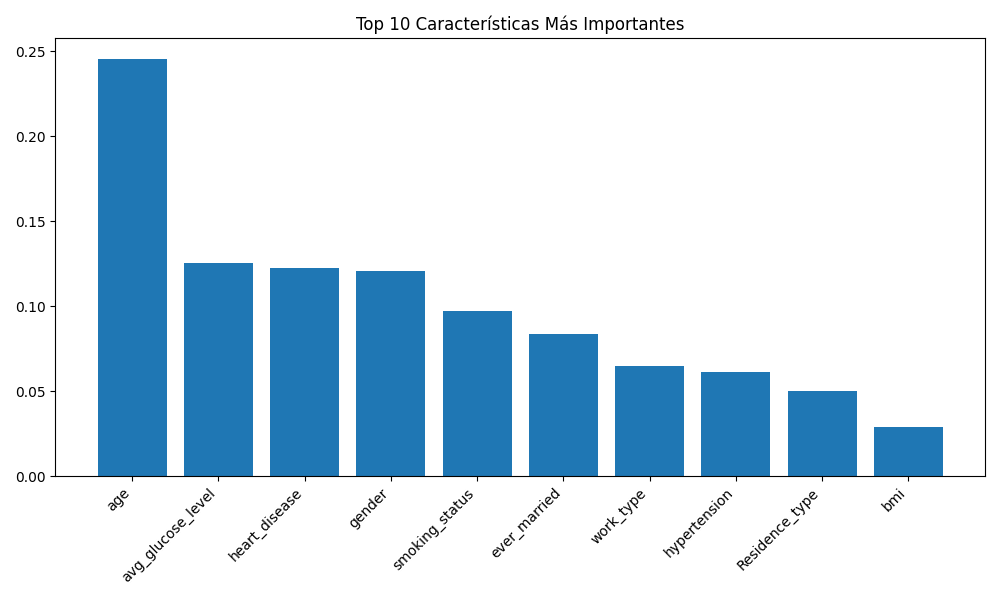 Top 10 Características Más Importantes
0.25
0.20
0.15
0.10
0.05
0.00
age
avg_glucose_level
heart_disease
gender
smoking_status
ever_married
work_type
hypertension
Residence_type
bmi